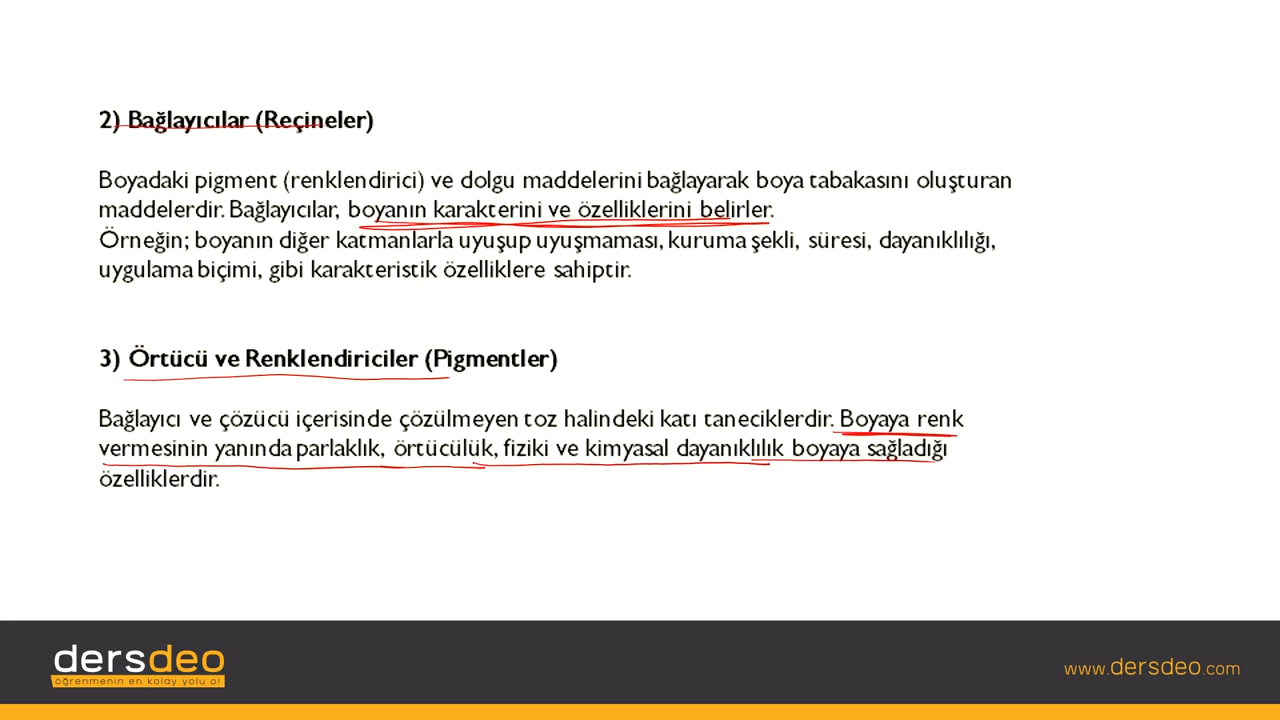 2) Bağlayıcılar (Reçineler)
Boyadaki pigment (renklendirici) ve dolgu maddelerini bağlayarak boya tabakasını oluşturan
maddelerdir. Bağlayıcılar, boyanın karakterini ve özelliklerini belirler.
Örneğin; boyanın diğer katmanlarla uyuşup uyuşmaması, kuruma şekli, süresi, dayanıklılığı,
uygulama biçimi, gibi karakteristik özelliklere sahiptir.
3) Örtücü ve Renklendiriciler (Pigmentler)
Bağlayıcı ve çözücü içerisinde çözülmeyen toz halindeki katı taneciklerdir. Boyaya renk
vermesinin yanında parlaklık, örtücülük, fiziki ve kimyasal dayanıklılık boyaya sağladığı
özelliklerdir.
dersdeo
öğrenmenin en kolay yolu o!
www.dersdeo.com